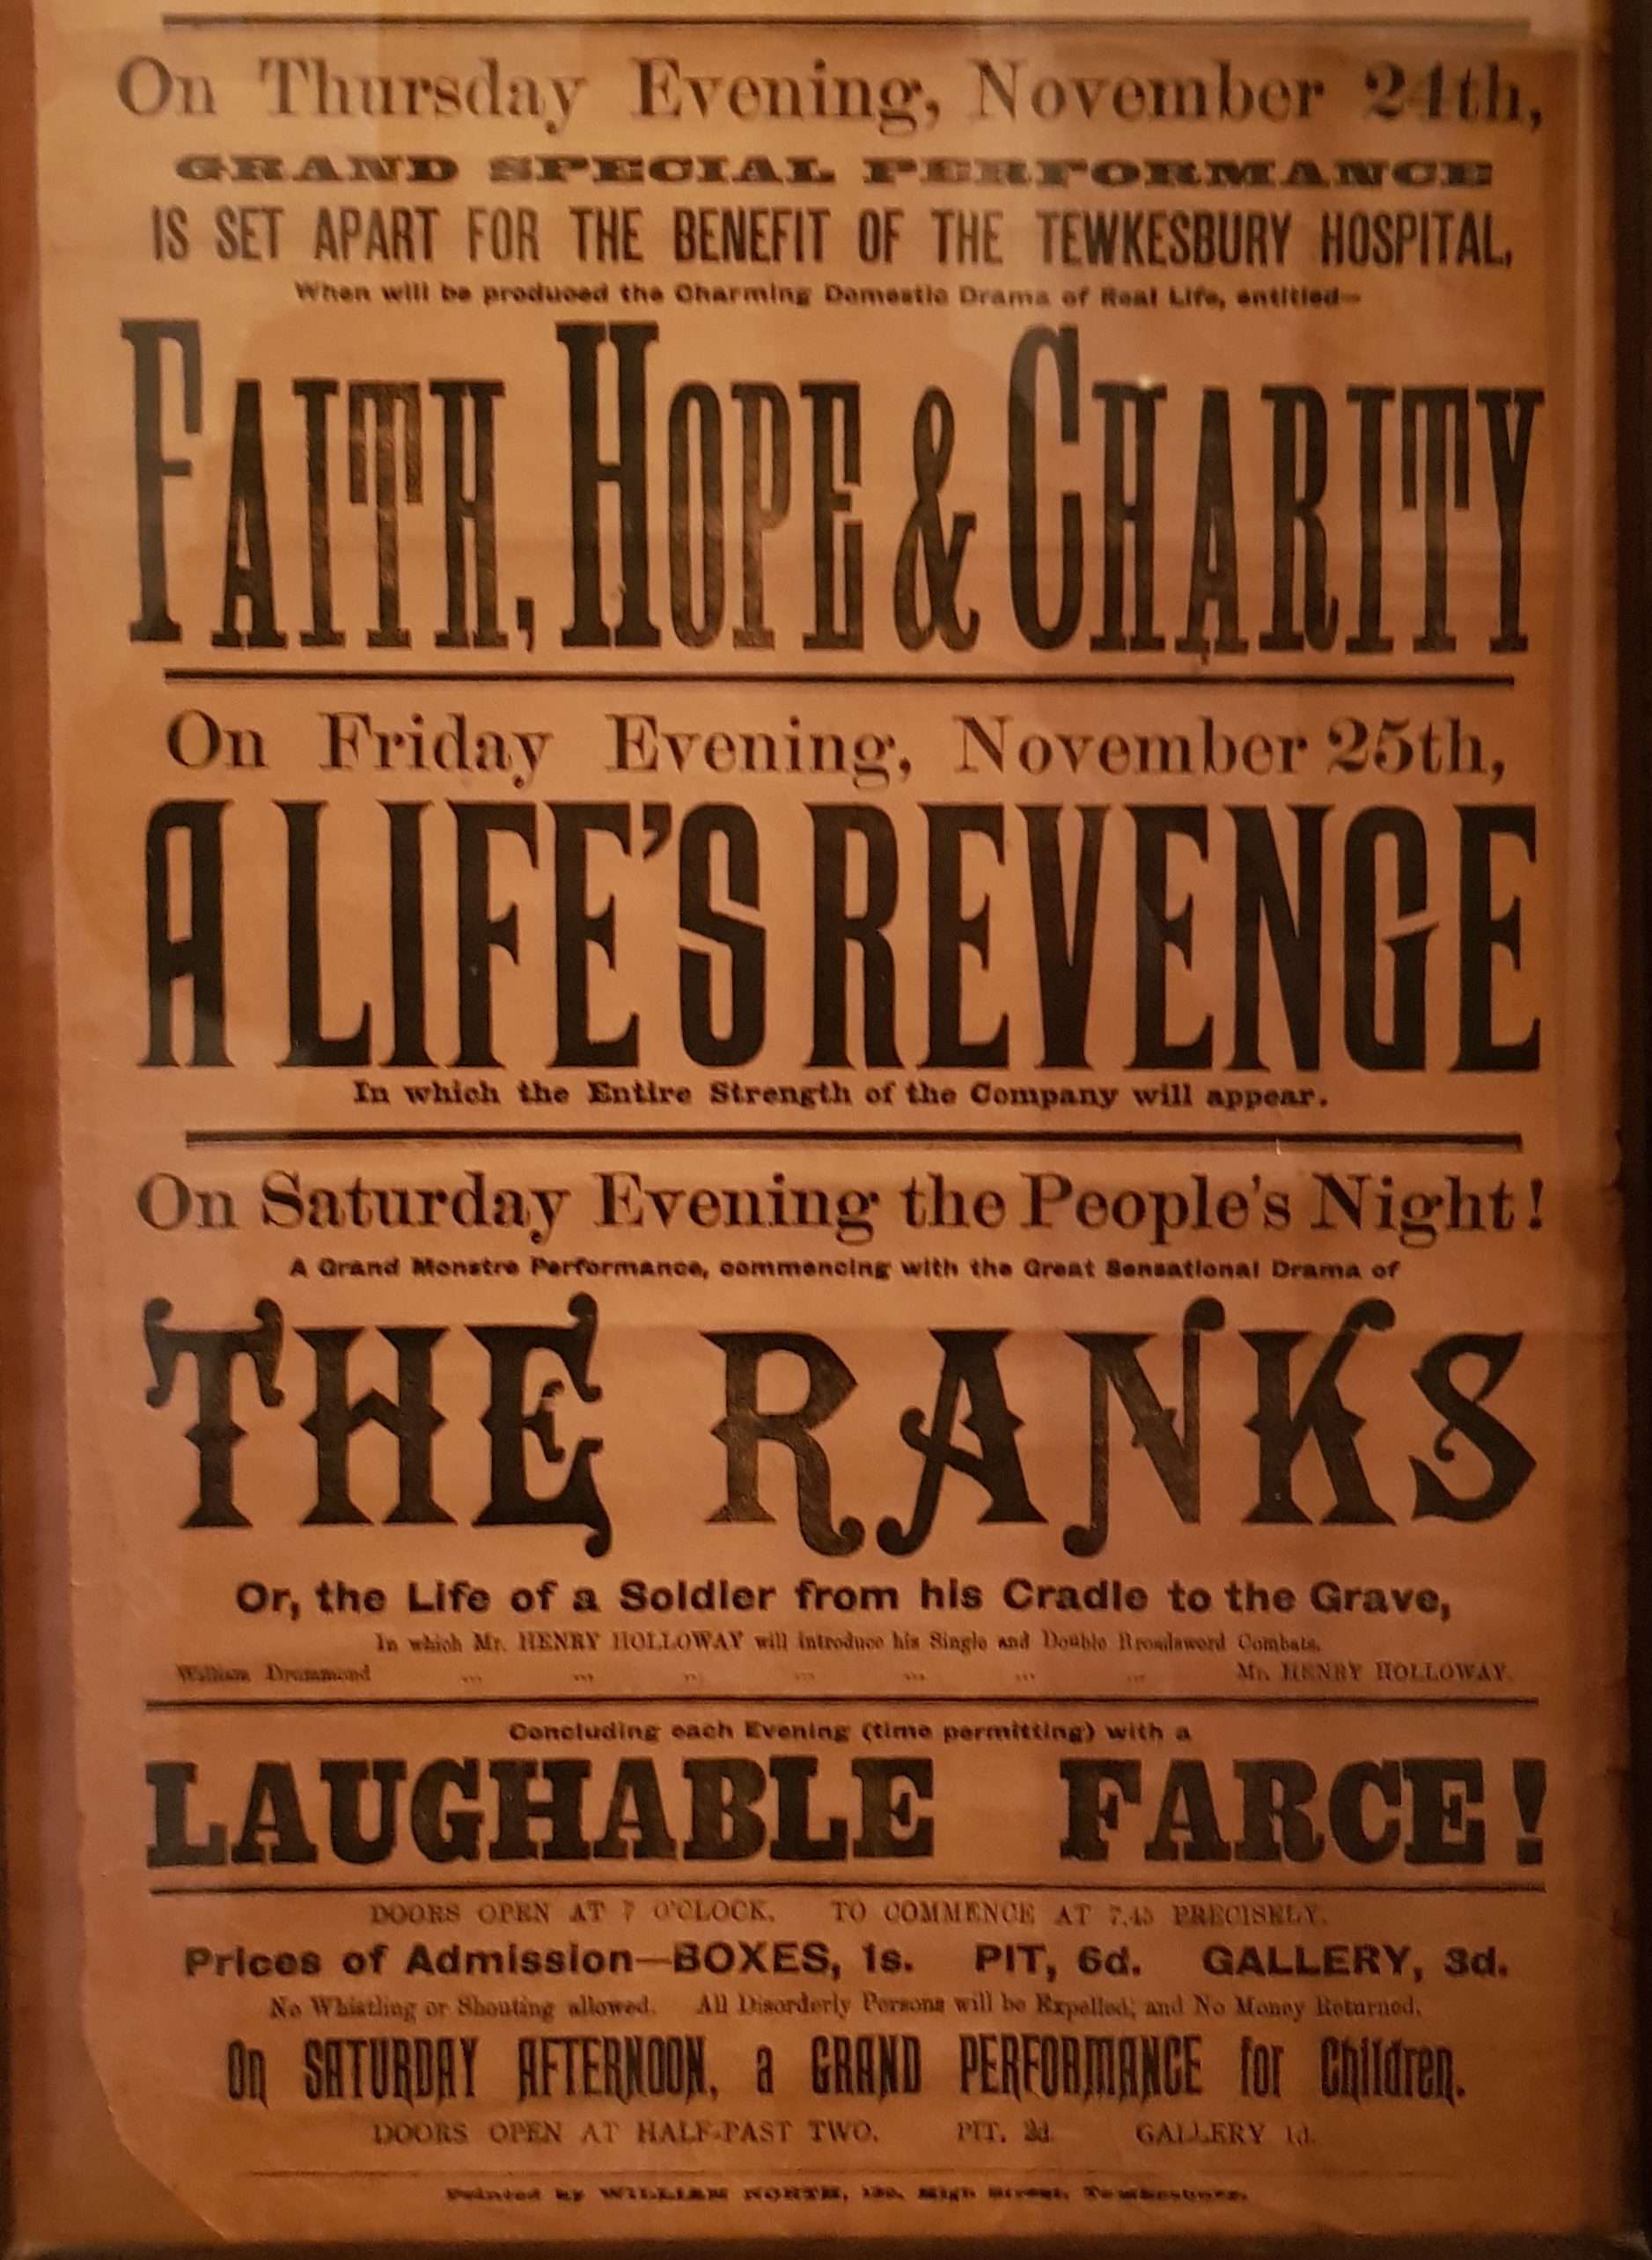 On Thursday Evening, November 24th,
GRAND SPECIAL PERFORMANCE
IS SET APART FOR THE BENEFIT OF THE TEWKESBURY HOSPITAL,
When will be produced the Charming Domestic Drama of Real Life, entitled—
FAITH, HOPE & CHARITY
On Friday Evening, November 25th,
A LIFE'S REVENGE
In which the Entire Strength of the Company will appear.
On Saturday Evening the People's Night!
A Grand Monstre Performance, commencing with the Great Sensational Drama of
THE RANKS
Or, the Life of a Soldier from his Cradle to the Grave,
In which Mr. HENRY HOLLOWAY will introduce his Single and Double Broadsword Combats.
William Drummond ... ... ... ... ... ... ... Mr. HENRY HOLLOWAY.
Concluding each Evening (time permitting) with a
LAUGHABLE FARCE!
DOORS OPEN AT 7 O'CLOCK. TO COMMENCE AT 7.45 PRECISELY.
Prices of Admission—BOXES, 1s. PIT, 6d. GALLERY, 3d.
No Whistling or Shouting allowed. All Disorderly Persons will be Expelled; and No Money Returned.
On SATURDAY AFTERNOON, a GRAND PERFORMANCE for Children.
DOORS OPEN AT HALF-PAST TWO. PIT. 2d. GALLERY 1d.
Printed by WILLIAM NORTH, High Street, Tewkesbury.